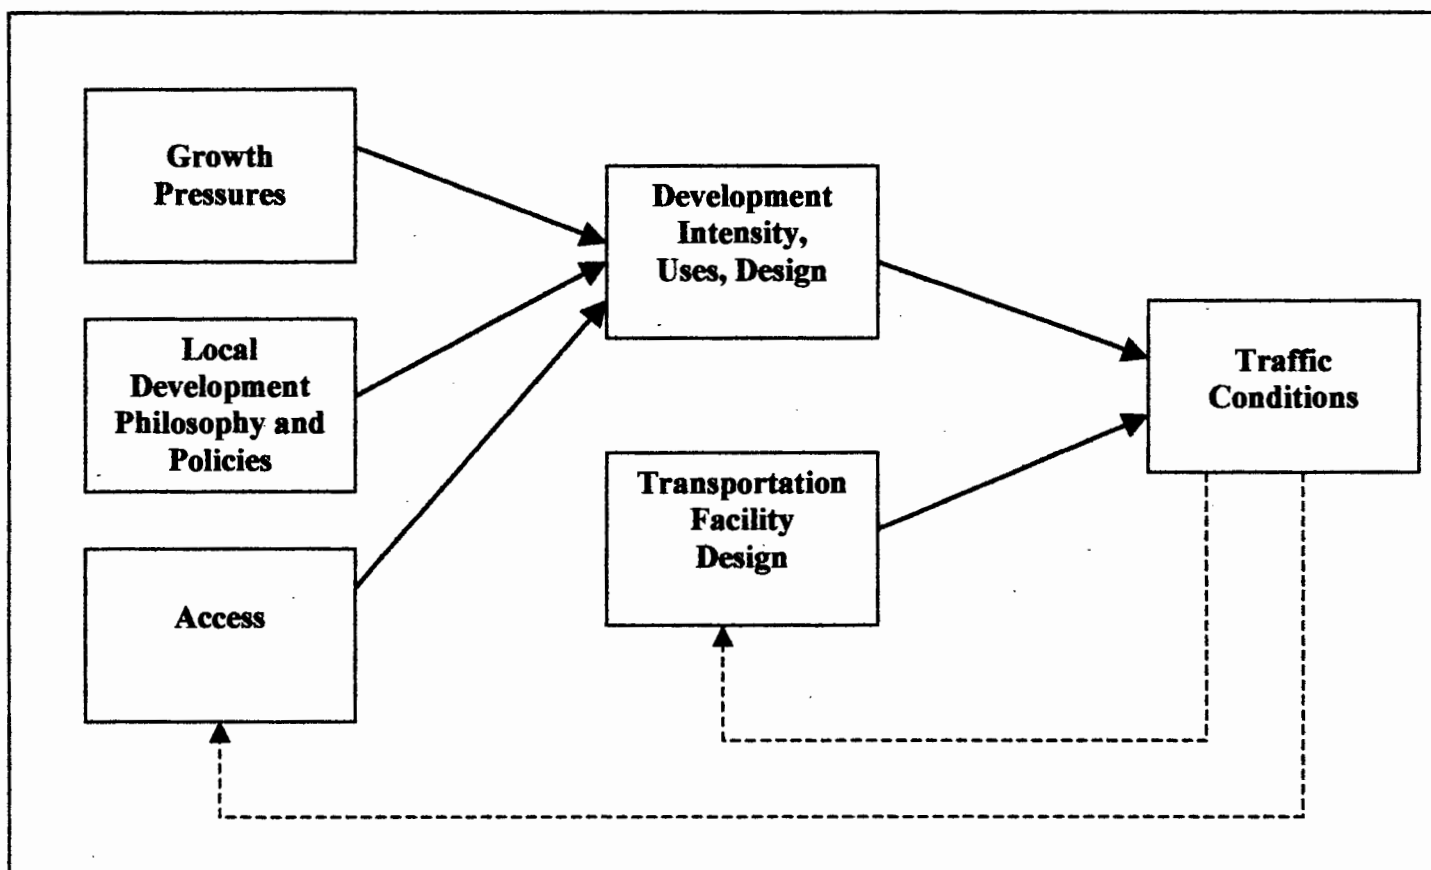 Growth
Pressures
Local
Development
Philosophy and
Policies
Access
Development
Intensity,
Uses, Design
Transportation
Facility
Design
Traffic
Conditions